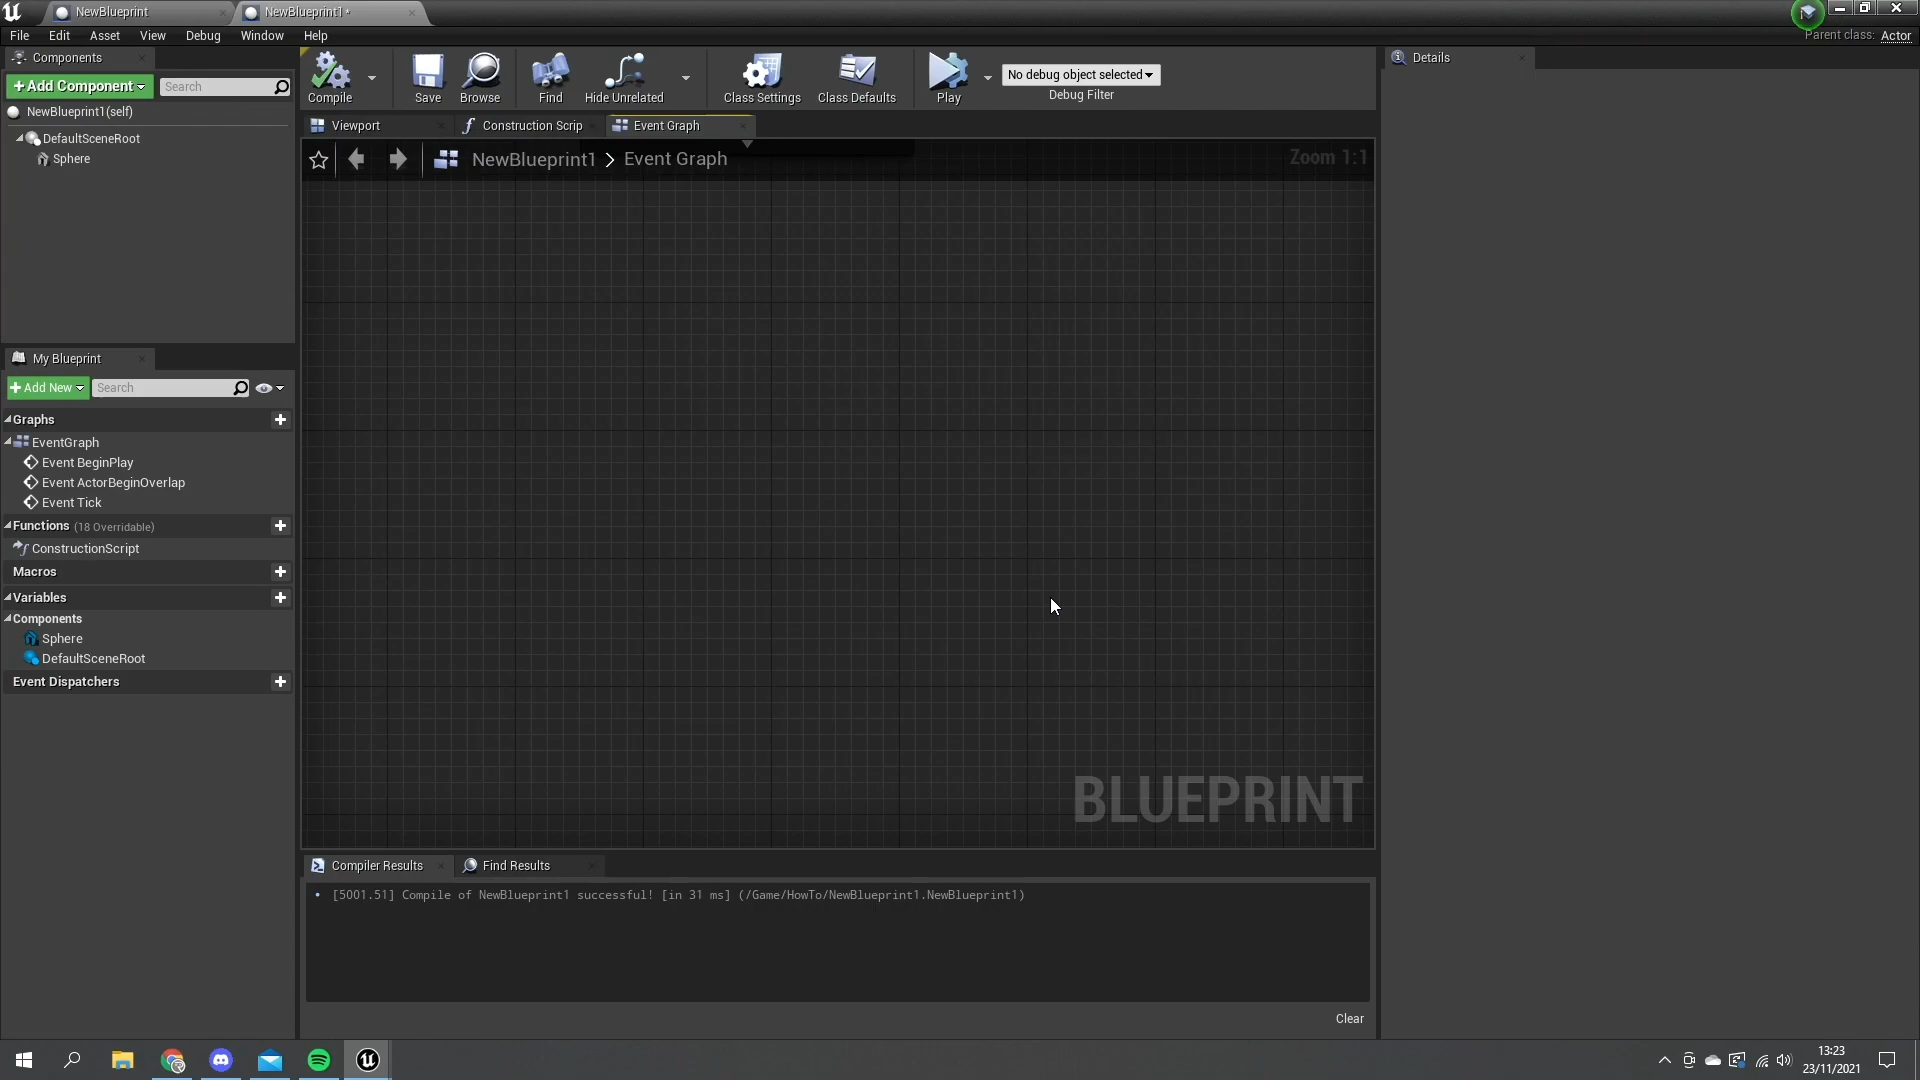 NewBlueprint
NewBlueprint1*
File Edit Asset View Debug Window Help
Parent class: Actor
Components
+ Add Component
Search
NewBlueprint1(self)
DefaultSceneRoot
Sphere
Compile
Save
Browse
Find
Hide Unrelated
Class Settings
Class Defaults
Play
No debug object selected
Debug Filter
Details
Viewport
Construction Scrip
Event Graph
NewBlueprint1 > Event Graph
Zoom 1:1
My Blueprint
+ Add New
Search
Graphs
EventGraph
Event BeginPlay
Event ActorBeginOverlap
Event Tick
Functions (18 Overridable)
ConstructionScript
Macros
Variables
Components
Sphere
DefaultSceneRoot
Event Dispatchers
BLUEPRINT
Compiler Results
Find Results
[5001.51] Compile of NewBlueprint1 successful! [in 31 ms] (/Game/HowTo/NewBlueprint1.NewBlueprint1)
Clear
13:23
23/11/2021